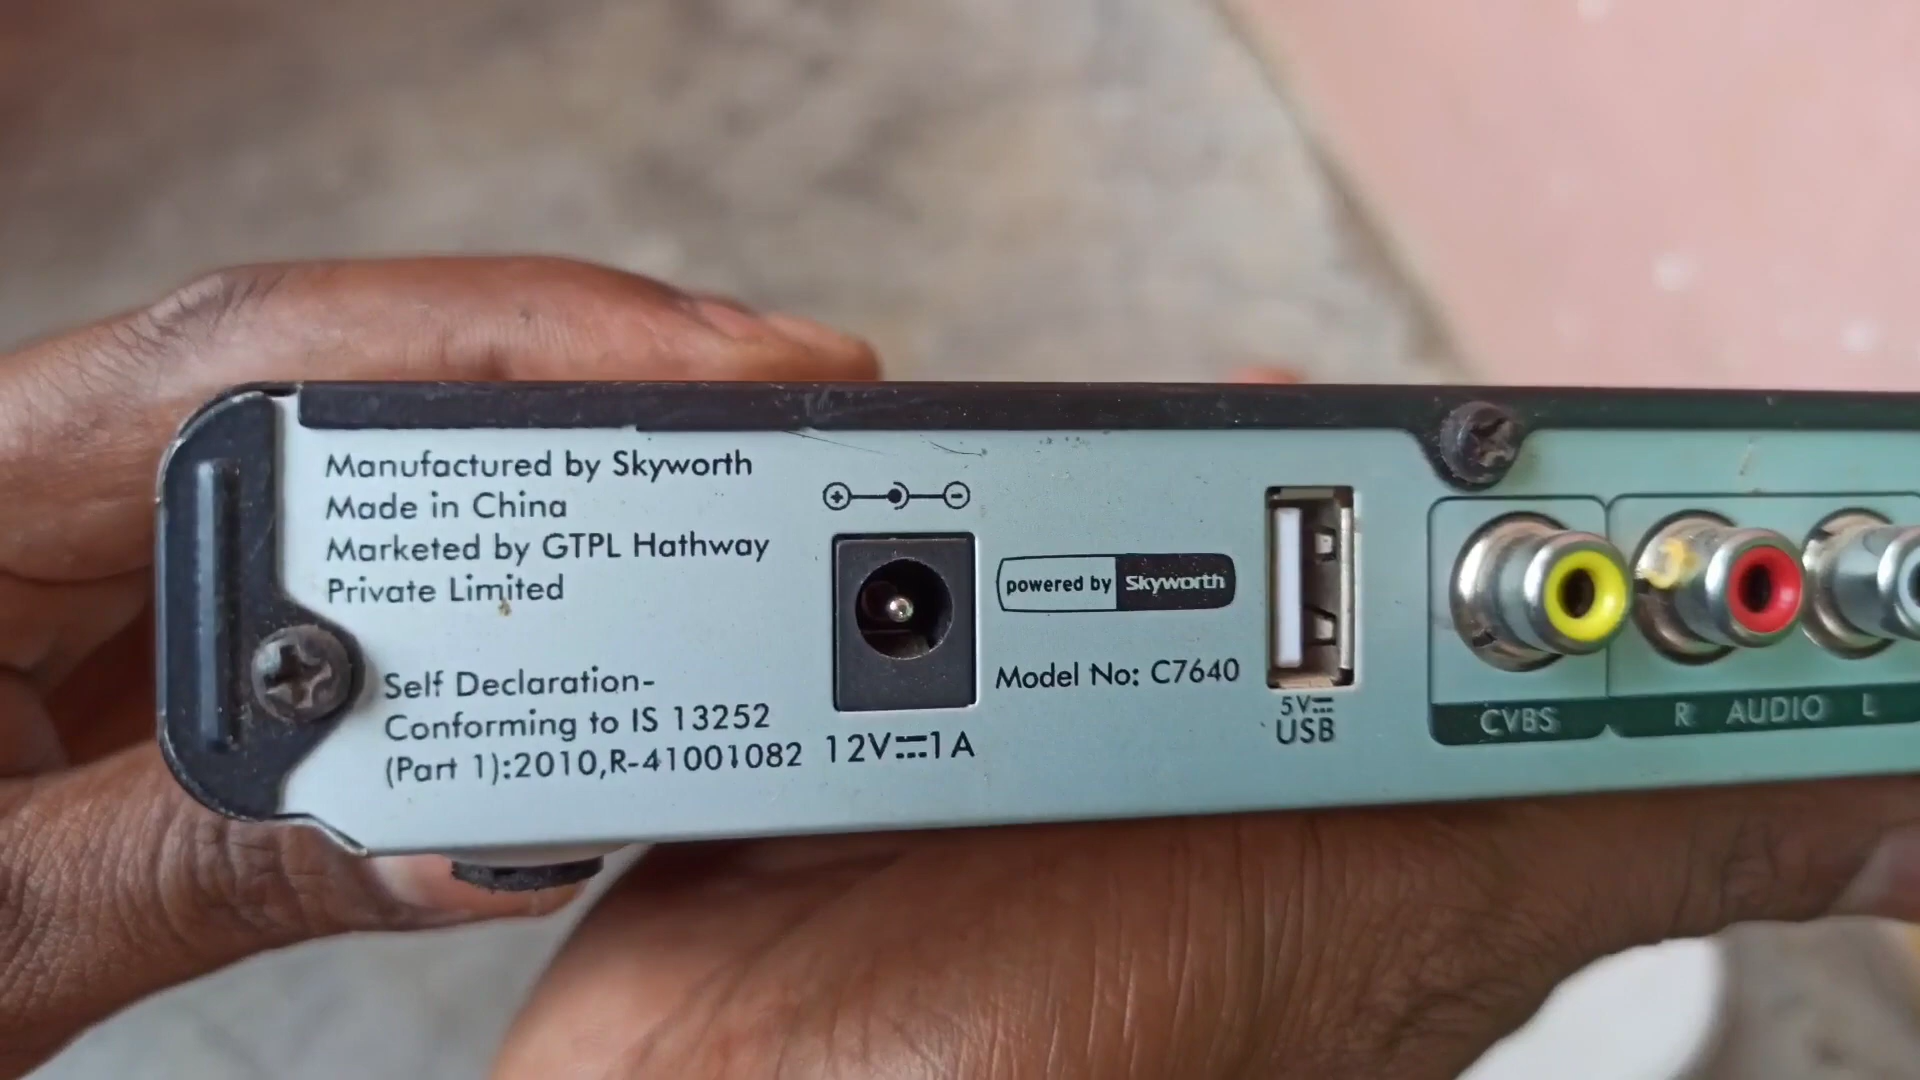 Manufactured by Skyworth
Made in China
Marketed by GTPL Hathway
Private Limited
Self Declaration-
Conforming to IS 13252
(Part 1):2010,R-41001082
12V⎓1A
powered by Skyworth
Model No: C7640
5V⎓
USB
CVBS
R AUDIO L